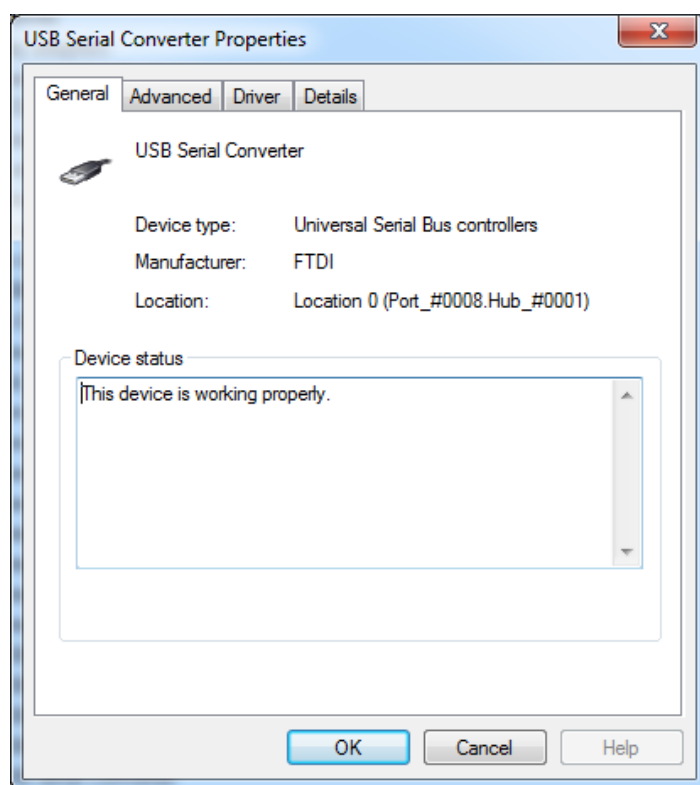 USB Serial Converter Properties
General Advanced Driver Details
USB Serial Converter
Device type: Universal Serial Bus controllers
Manufacturer: FTDI
Location: Location 0 (Port_#0008.Hub_#0001)
Device status
This device is working properly.
OK Cancel Help